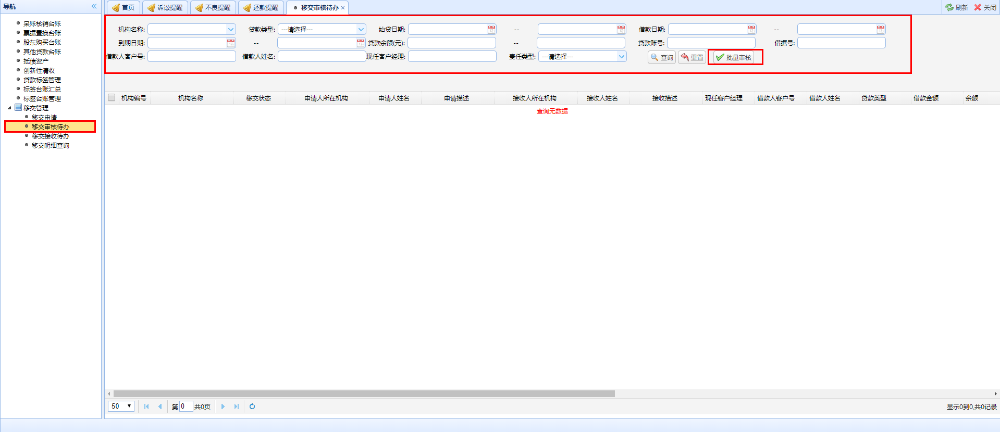 导航
首页 诉讼提醒 不良提醒 还款提醒 移交审核待办 刷新 关闭
呆账核销台账
票据置换台账
股东购买台账
其他贷款台账
抵债资产
创新性清收
贷款标签管理
标签台账汇总
标签台账管理
移交管理
移交申请
移交审核待办
移交接收待办
移交明细查询
机构名称: 贷款类型: ---请选择--- 始贷日期: -- 借款日期: --
到期日期: -- 贷款余额(元): -- 贷款账号: 借据号:
借款人客户号: 借款人姓名: 现任客户经理: 责任类型: ---请选择--- 查询 重置 批量审核
机构编号 机构名称 移交状态 申请人所在机构 申请人姓名 申请描述 接收人所在机构 接收人姓名 接收描述 现任客户经理 借款人客户号 借款人姓名 贷款类型 借款金额 余额
查询无数据
50 第 0 共0页 显示0到0,共0记录